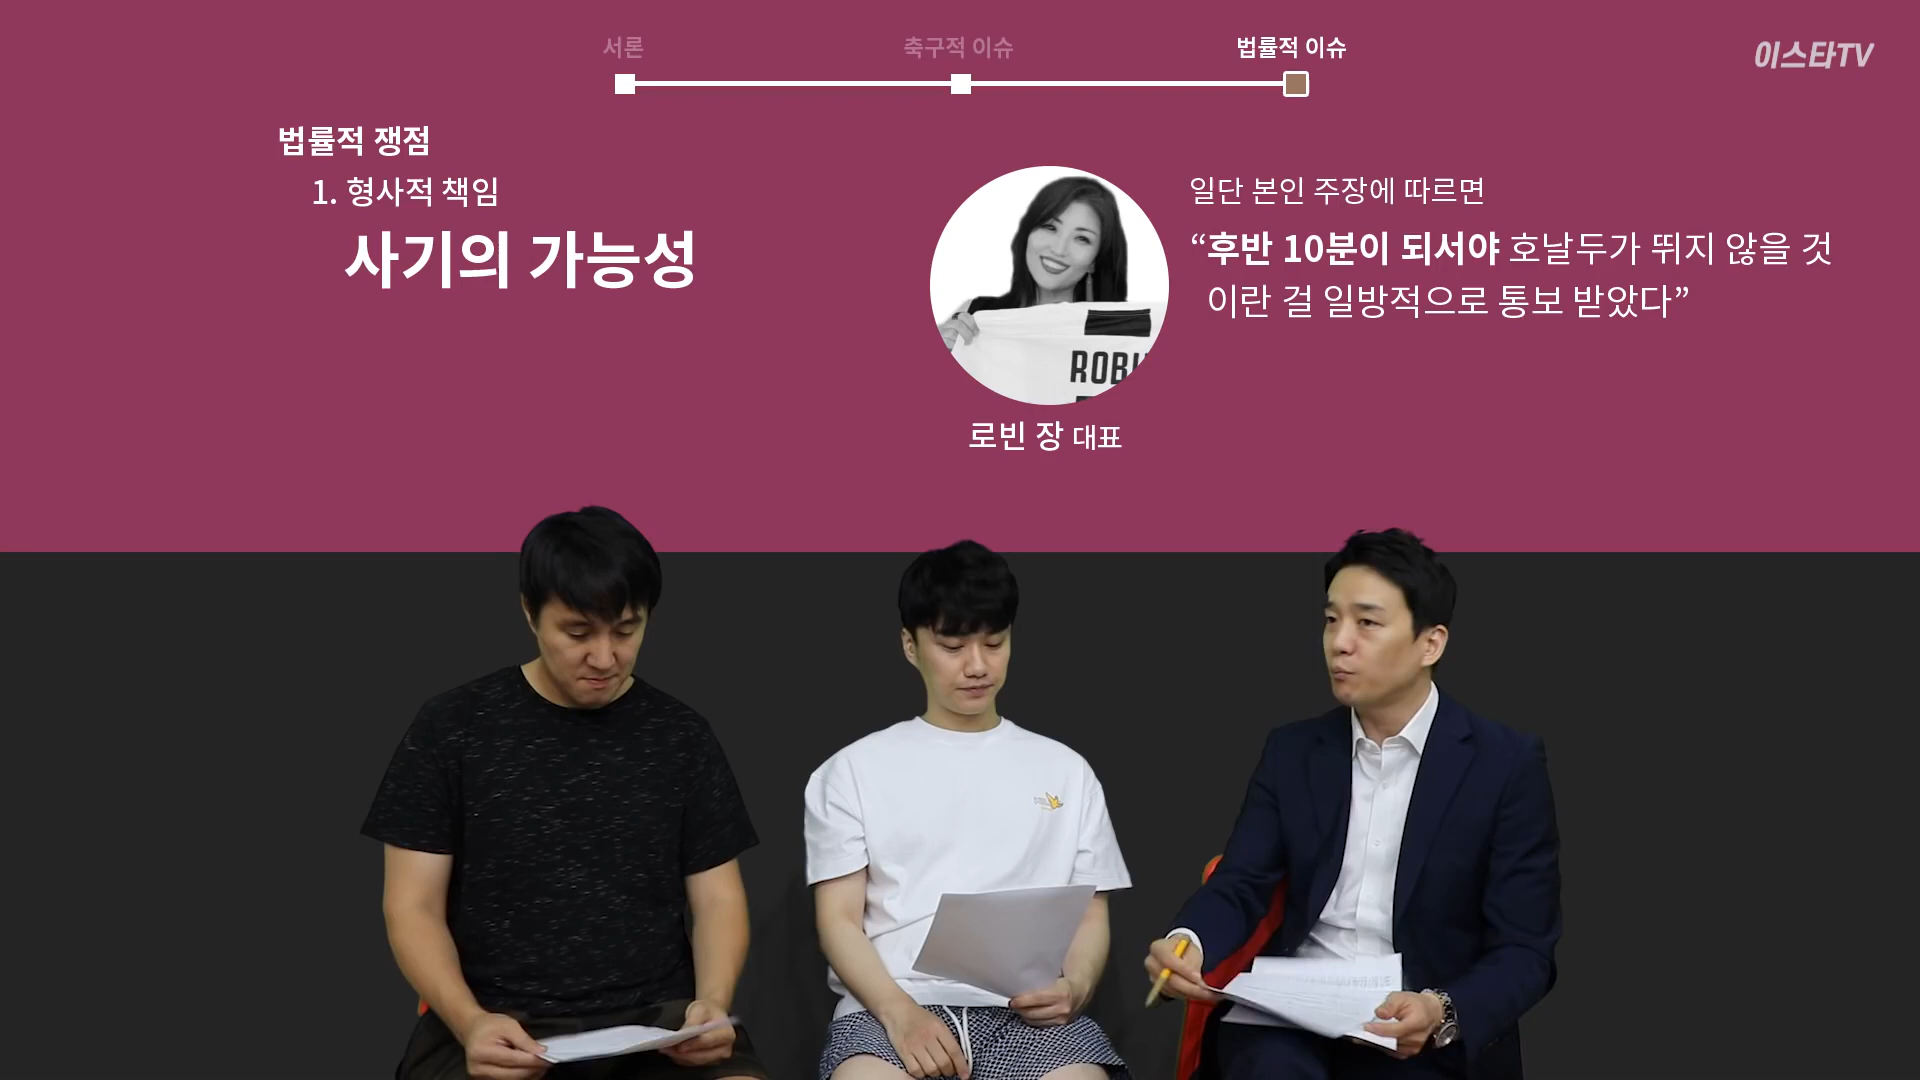 서론
축구적 이슈
법률적 이슈
이스타TV
법률적 쟁점
1. 형사적 책임
사기의 가능성
일단 본인 주장에 따르면
“후반 10분이 되서야 호날두가 뛰지 않을 것
이란 걸 일방적으로 통보 받았다”
ROBI
로빈 장 대표